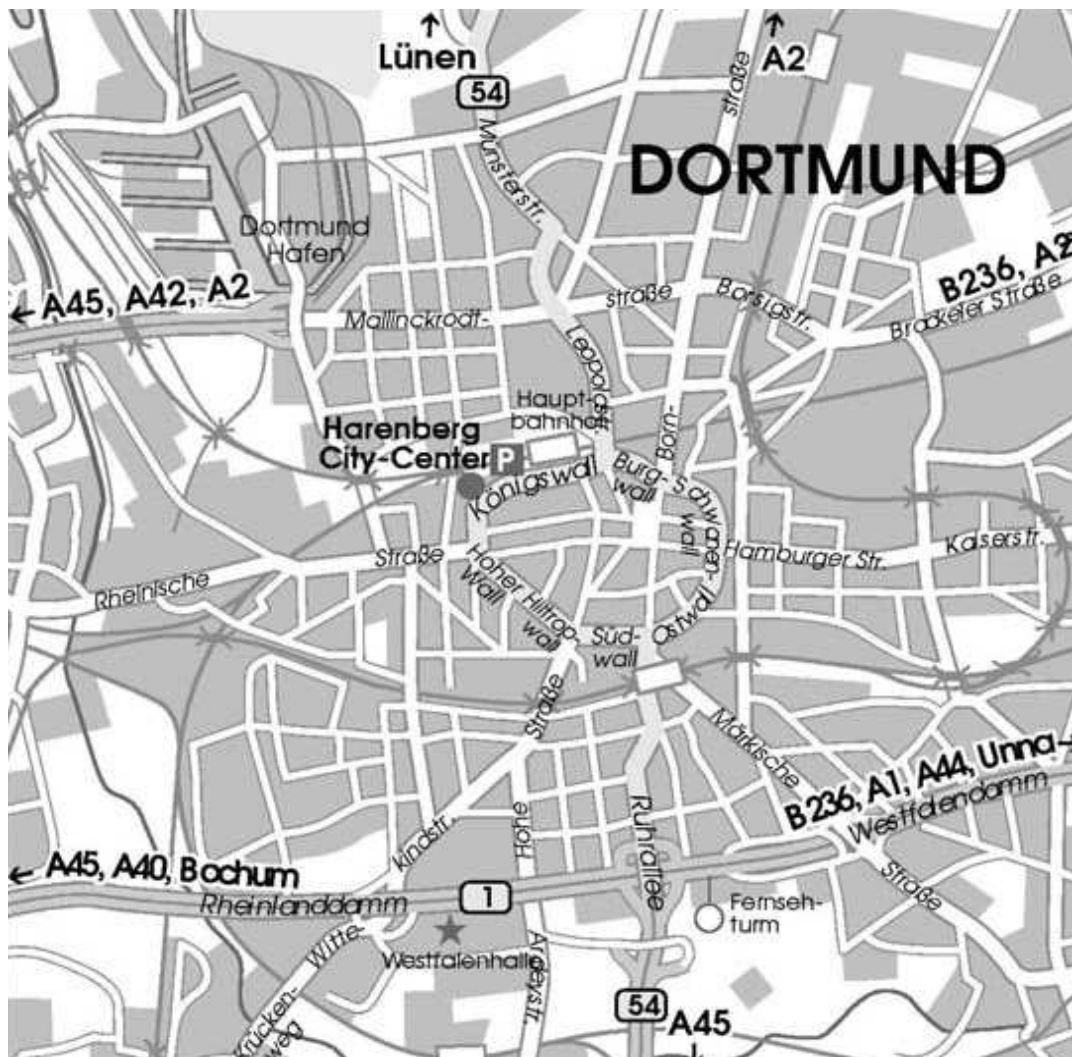 Lünen
A2
54
straße
Münsterstr.
DORTMUND
Dortmund
Hafen
B236, A2
A45, A42, A2
straße
Borsigstr.
Brackeler Straße
Mallinckrodt-
Leopoldstr.
Haupt-
bahnhof
Born-
Harenberg
City-Center
P
Königswall
Burg-
wall
Schwanen-
wall
Hamburger Str.
Kaiserstr.
Straße
Rheinische
Hoher
Wall
Hiltrop-
wall
Süd-
wall
Ostwall
Straße
Märkische
B236, A1, A44, Unna
Westfalendamm
Hohe
kindstr.
Ruhrallee
A45, A40, Bochum
Rheinlanddamm
1
Straße
Fernseh-
turm
Witte-
Westfalenhalle
Ardeystr.
Krücken-
weg
54
A45